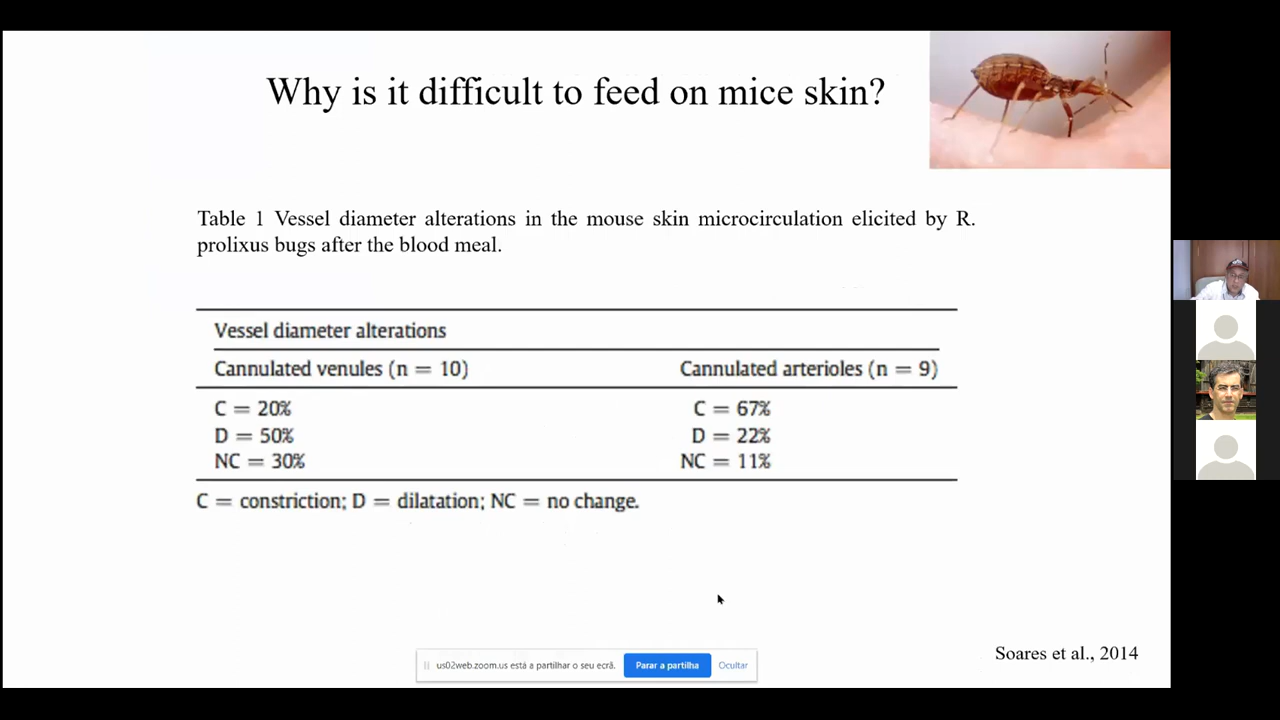 Why is it difficult to feed on mice skin?
Table 1 Vessel diameter alterations in the mouse skin microcirculation elicited by R.
prolixus bugs after the blood meal.
Vessel diameter alterations
Cannulated venules (n = 10) Cannulated arterioles (n = 9)
C = 20% C = 67%
D = 50% D = 22%
NC = 30% NC = 11%
C = constriction; D = dilatation; NC = no change.
Soares et al., 2014
us02web.zoom.us está a partilhar o seu ecrã. Parar a partilha Ocultar